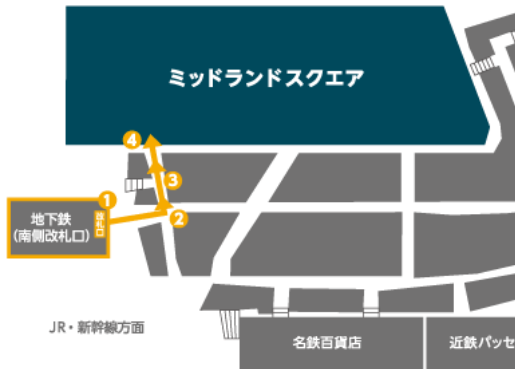 ミッドランドスクエア
4
3
1
地下鉄
(南側改札口)
改札口
2
JR・新幹線方面
名鉄百貨店
近鉄パッセ